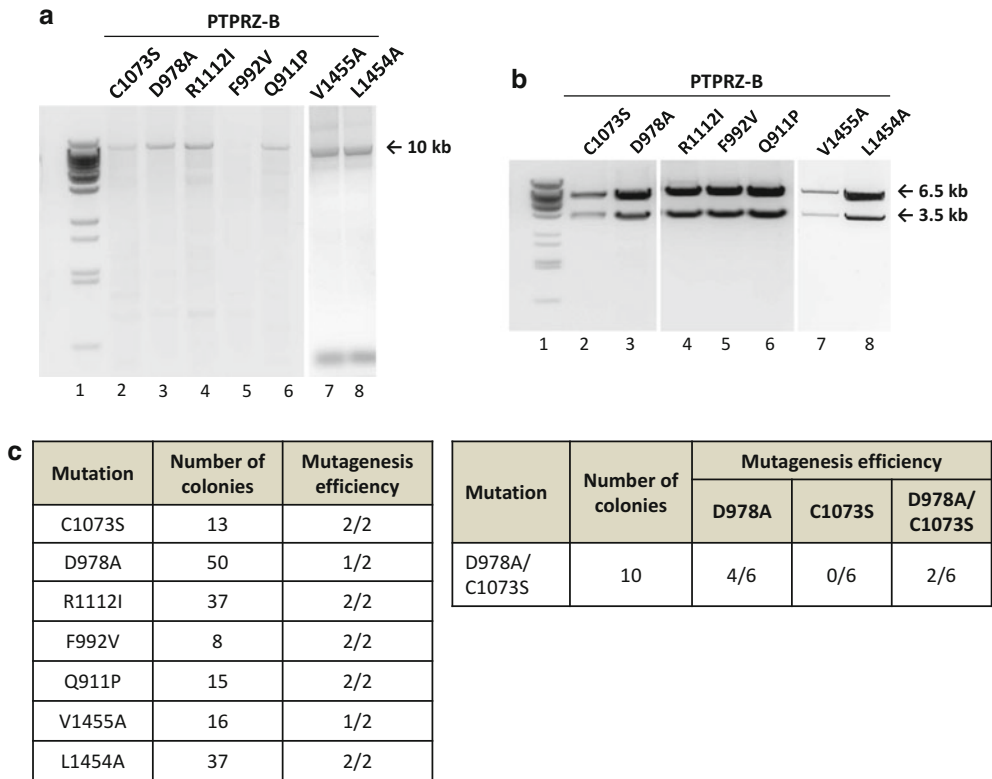 a
PTPRZ-B
C1073S D978A R1112I F992V Q911P V1455A L1454A
← 10 kb
1 2 3 4 5 6 7 8
b
PTPRZ-B
C1073S D978A R1112I F992V Q911P V1455A L1454A
← 6.5 kb
← 3.5 kb
1 2 3 4 5 6 7 8
c
Mutation Number of colonies Mutagenesis efficiency
C1073S 13 2/2
D978A 50 1/2
R1112I 37 2/2
F992V 8 2/2
Q911P 15 2/2
V1455A 16 1/2
L1454A 37 2/2
Mutation Number of colonies Mutagenesis efficiency
D978A C1073S D978A/ C1073S
D978A/ C1073S 10 4/6 0/6 2/6